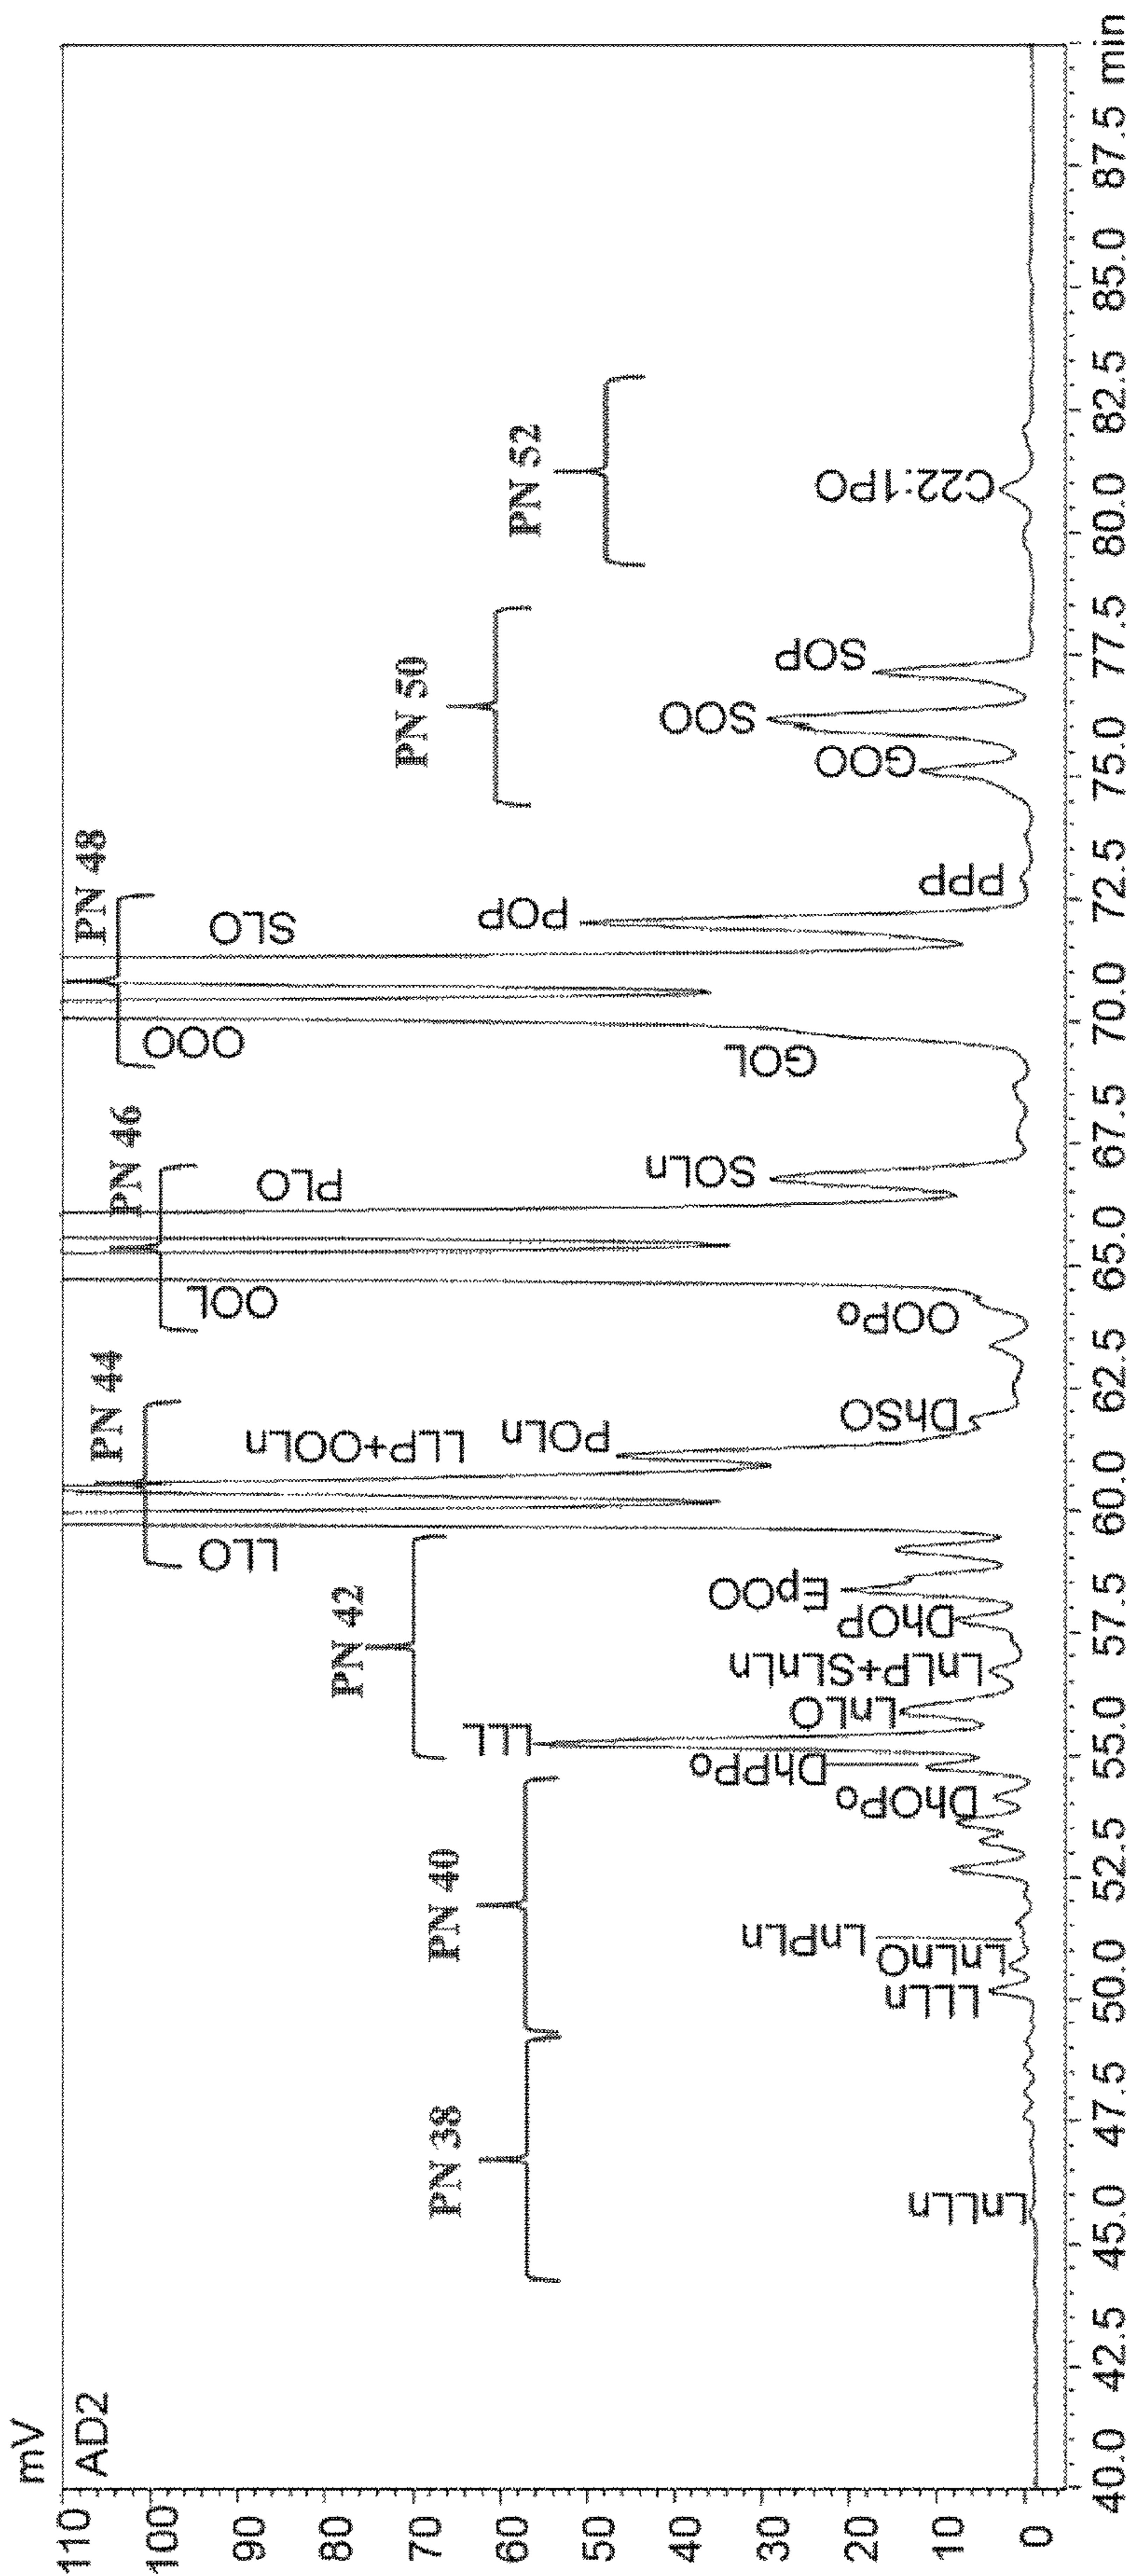 mV
AD2
110
100
90
80
70
60
50
40
30
20
10
0
40.0
42.5
45.0
47.5
50.0
52.5
55.0
57.5
60.0
62.5
65.0
67.5
70.0
72.5
75.0
77.5
80.0
82.5
85.0
87.5
min
PN 38
PN 40
PN 42
PN 44
PN 46
PN 48
PN 50
PN 52
LnLLn
LLLn
LnLnO
LnPLn
DhOPo
DhPPo
LLL
LnLO
LnLP+SLnLn
DhOP
EpOO
LLO
LLP+OOLn
POLn
DhSO
OOPo
OOL
PLO
SOLn
GOL
OOO
SLO
POP
PPP
GOO
SOO
SOP
C22:1PO